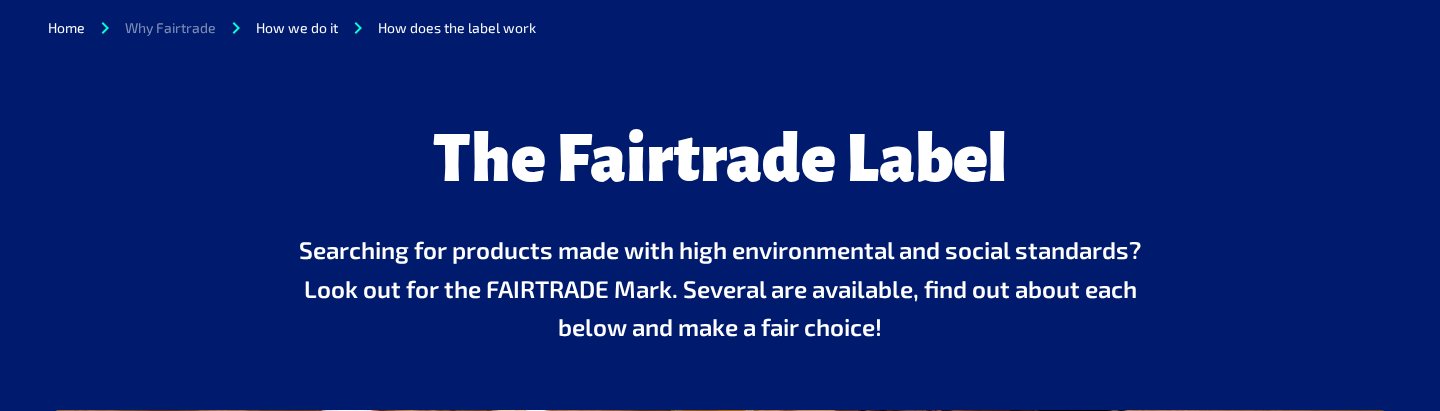 Home > Why Fairtrade > How we do it > How does the label work
The Fairtrade Label
Searching for products made with high environmental and social standards?
Look out for the FAIRTRADE Mark. Several are available, find out about each
below and make a fair choice!